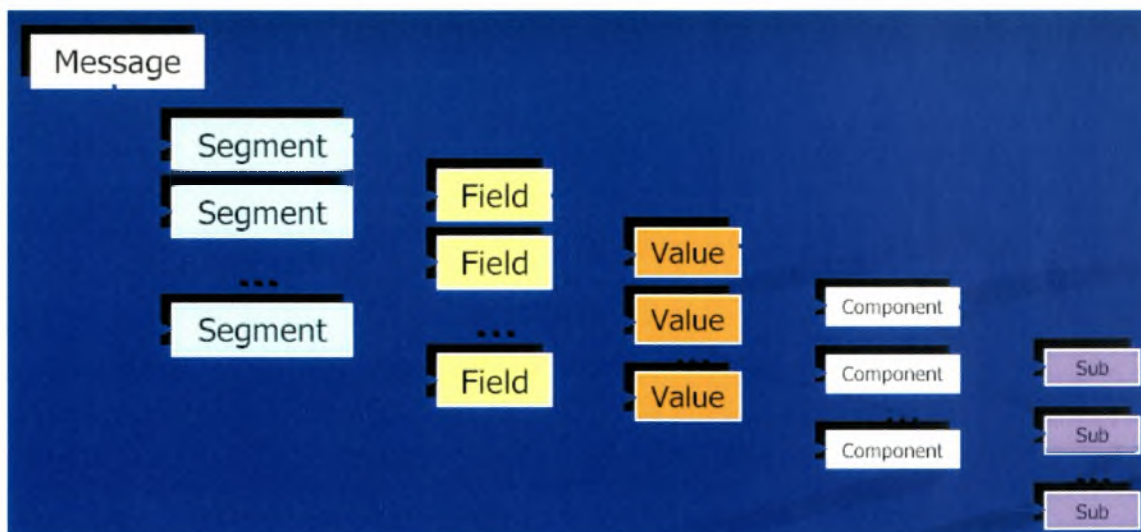 Message
Segment
Segment
...
Segment
Field
Field
...
Field
Value
Value
...
Value
Component
Component
...
Component
Sub
Sub
...
Sub